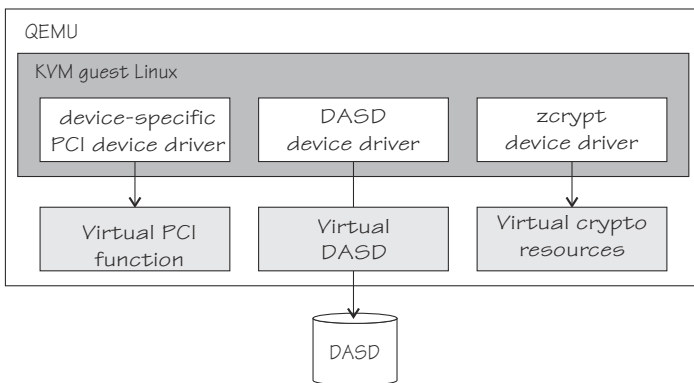 QEMU
KVM guest Linux
device-specific
PCI device driver
DASD
device driver
zcrypt
device driver
Virtual PCI
function
Virtual
DASD
Virtual crypto
resources
DASD